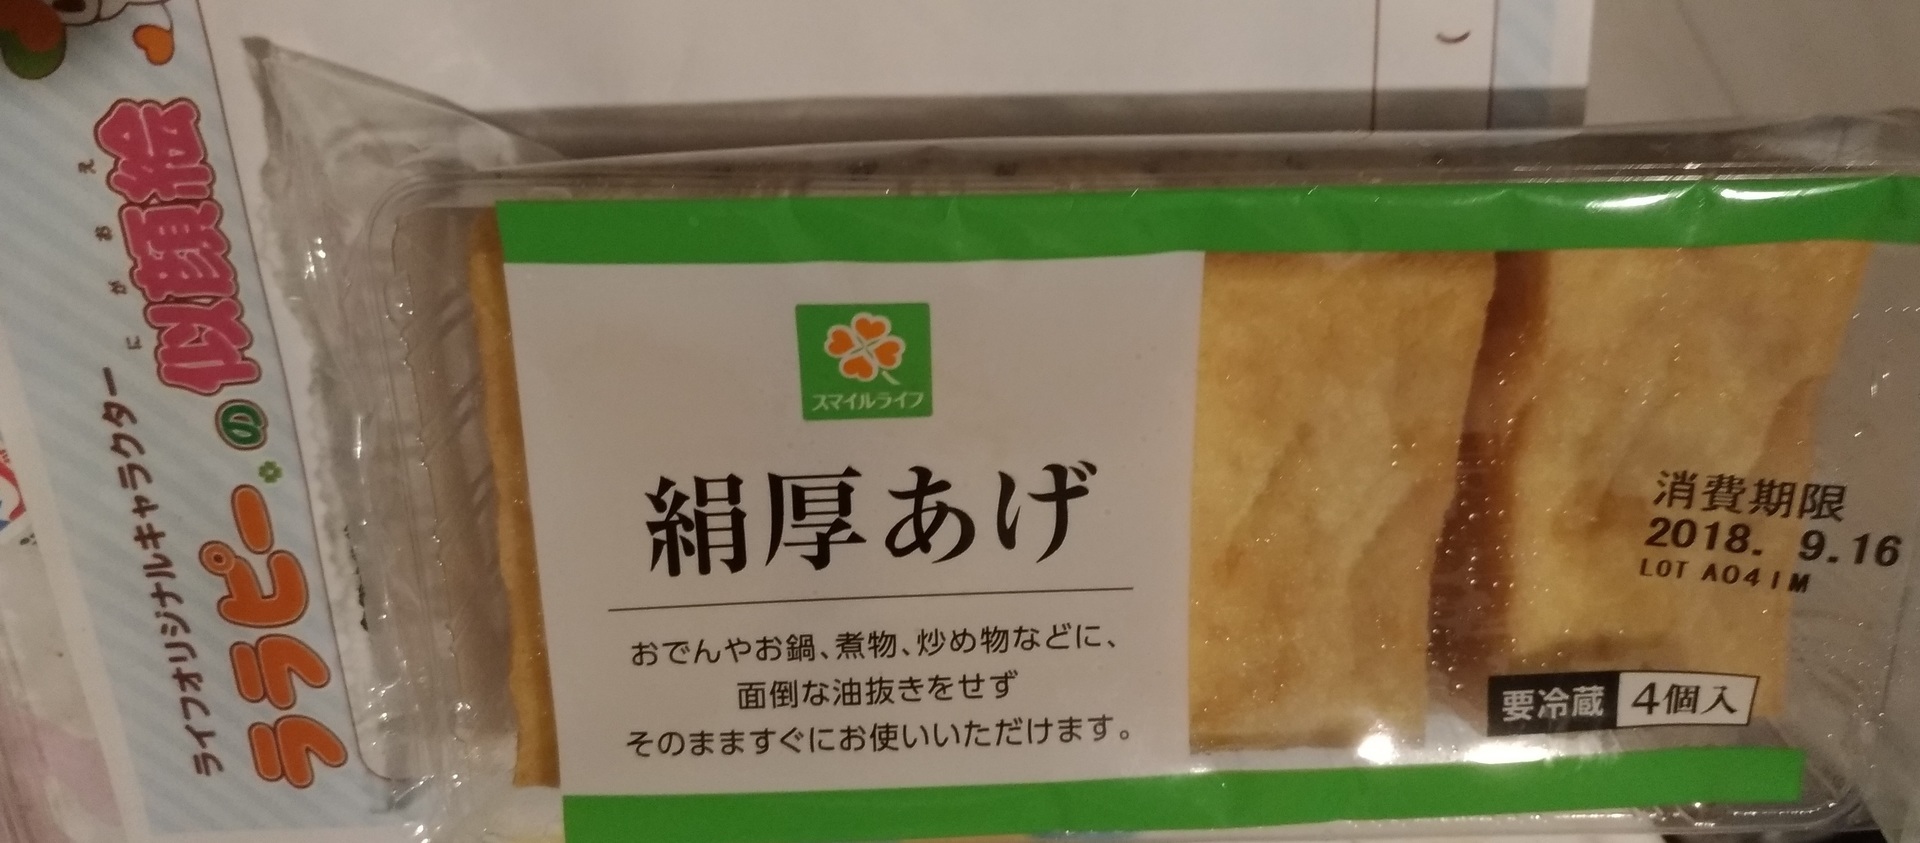 スマイルライフ
絹厚あげ
おでんやお鍋、煮物、炒め物などに、
面倒な油抜きをせず
そのまますぐにお使いいただけます。
消費期限
2018. 9.16
LOT A041M
要冷蔵 4個入
ライフオリジナルキャラクター
ララピーの似顔絵
にがおえ